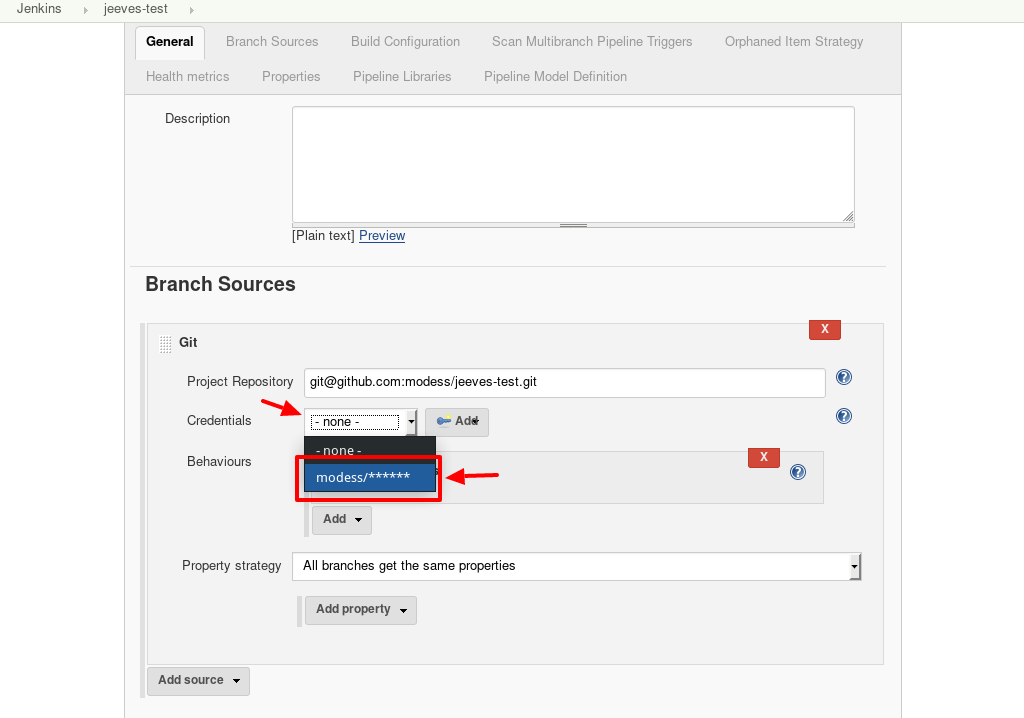 Jenkins jeeves-test
General Branch Sources Build Configuration Scan Multibranch Pipeline Triggers Orphaned Item Strategy
Health metrics Properties Pipeline Libraries Pipeline Model Definition
Description
[Plain text] Preview
Branch Sources
X
Git
Project Repository git@github.com:modess/jeeves-test.git
Credentials - none - Add
- none -
Behaviours
X
modess/******
Add
Property strategy All branches get the same properties
Add property
Add source